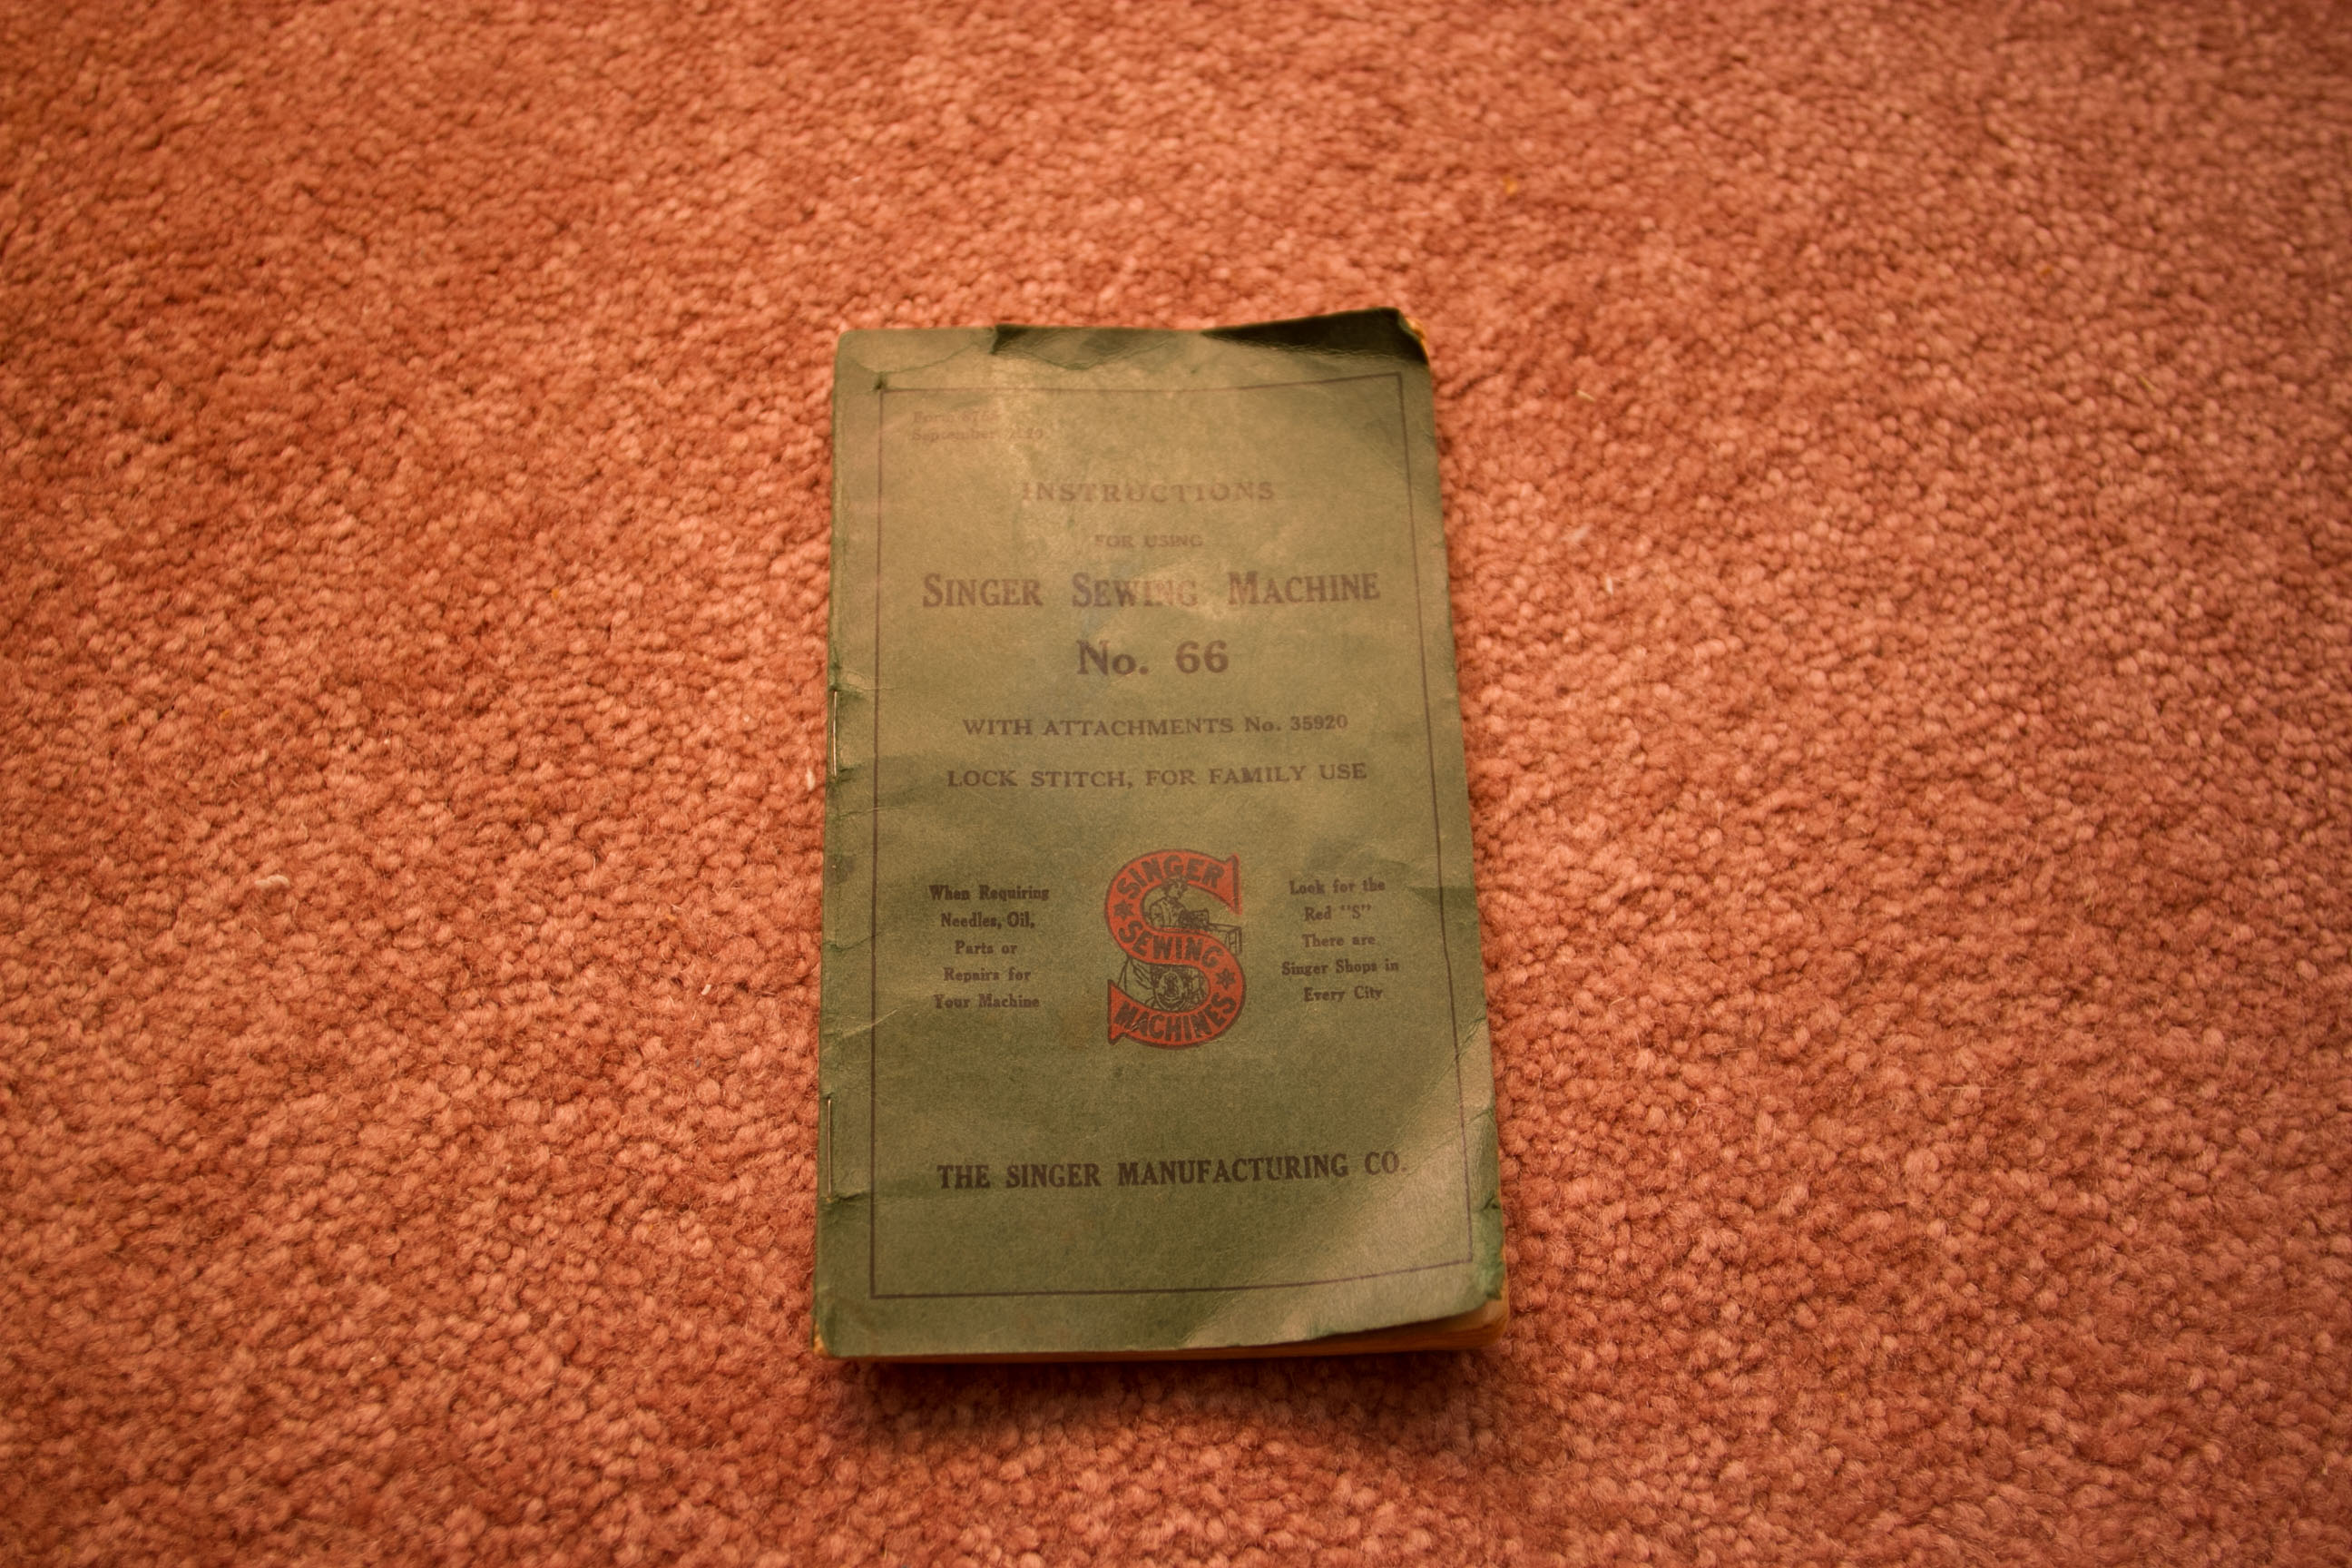 Form
September
INSTRUCTIONS
FOR USING
SINGER SEWING MACHINE
No. 66
WITH ATTACHMENTS No. 35920
LOCK STITCH, FOR FAMILY USE
When Requiring
Needles, Oil,
Parts or
Repairs for
Your Machine
SINGER
SEWING
MACHINES
Look for the
Red "S"
There are
Singer Shops in
Every City
THE SINGER MANUFACTURING CO.